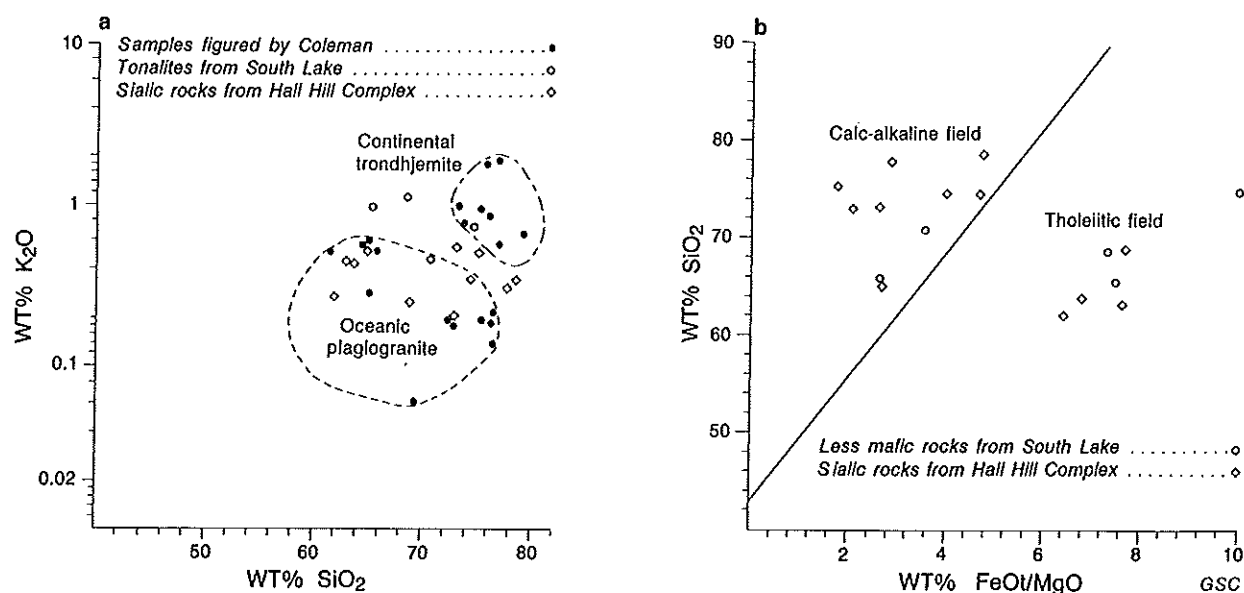 a
Samples figured by Coleman
Tonalites from South Lake
Sialic rocks from Hall Hill Complex
Continental
trondhjemite
Oceanic
plagiogranite
10
1
0.1
0.02
WT% K2O
50
60
70
80
WT% SiO2
b
90
80
70
60
50
WT% SiO2
Calc-alkaline field
Tholeiitic field
Less mafic rocks from South Lake
Sialic rocks from Hall Hill Complex
2
4
6
8
10
WT% FeOt/MgO
GSC